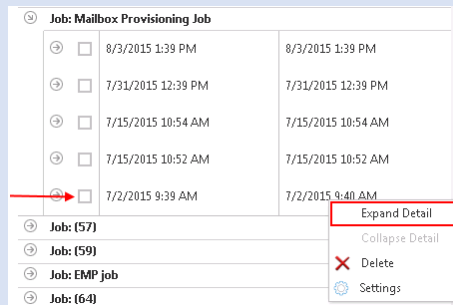 Job: Mailbox Provisioning Job
8/3/2015 1:39 PM 8/3/2015 1:39 PM
7/31/2015 12:39 PM 7/31/2015 12:39 PM
7/15/2015 10:54 AM 7/15/2015 10:54 AM
7/15/2015 10:52 AM 7/15/2015 10:52 AM
7/2/2015 9:39 AM 7/2/2015 9:40 AM
Expand Detail
Job: (57)
Collapse Detail
Job: (59)
Delete
Job: EMP job
Settings
Job: (64)